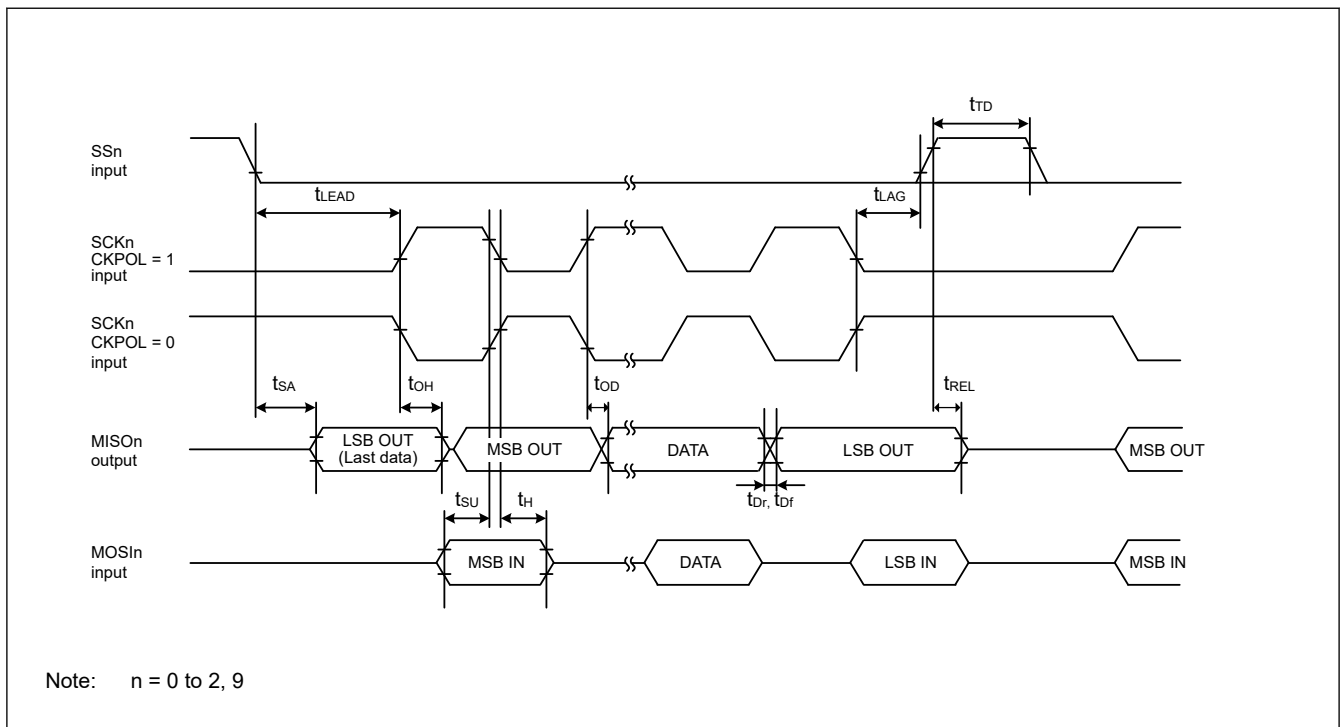 tTD
SSn
input
tLEAD
tLAG
SCKn
CKPOL = 1
input
SCKn
CKPOL = 0
input
tSA
tOH
tOD
tREL
MISOn
output
LSB OUT
(Last data)
MSB OUT
DATA
LSB OUT
MSB OUT
tSU
tH
tDr, tDf
MOSIn
input
MSB IN
DATA
LSB IN
MSB IN
Note: n = 0 to 2, 9